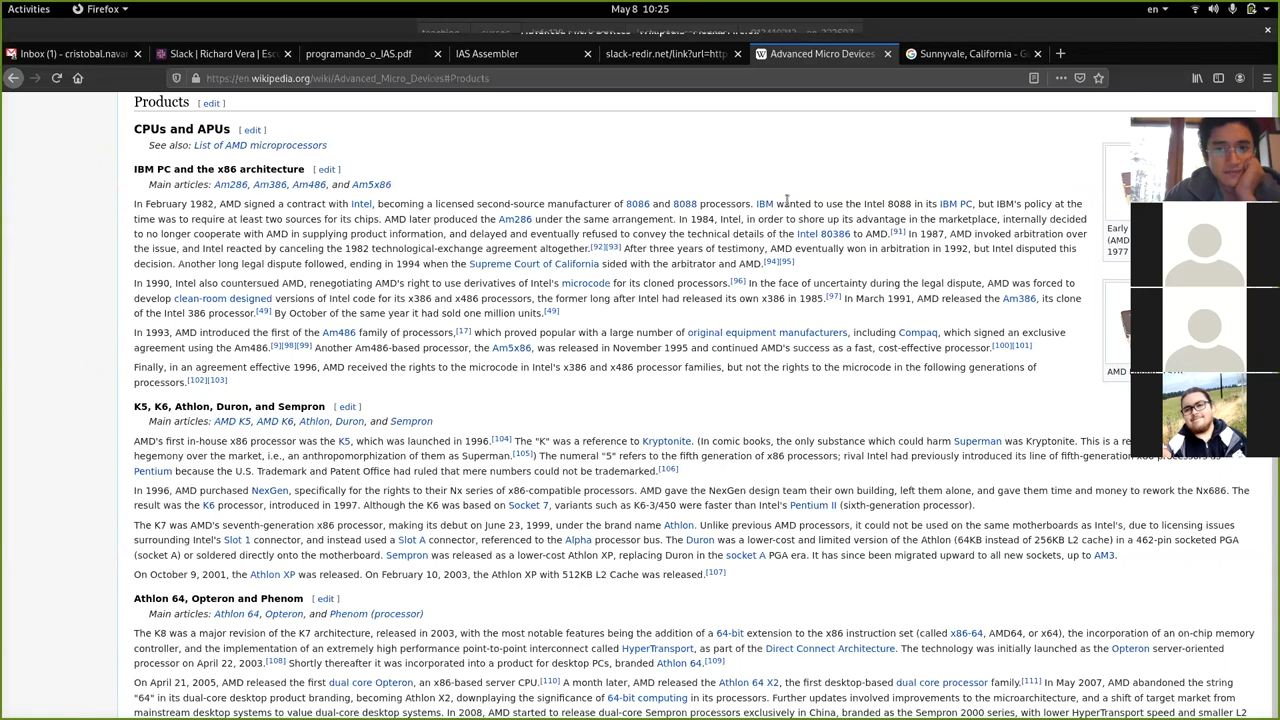 Activities
Firefox
May 8 10:25
en
Inbox (1) - cristobal.nava
Slack | Richard Vera | Esc
programando_o_IAS.pdf
IAS Assembler
slack-redir.net/link?url=http
Advanced Micro Devices
Sunnyvale, California - G
https://en.wikipedia.org/wiki/Advanced_Micro_Devices#Products
Products [ edit ]
CPUs and APUs [ edit ]
See also: List of AMD microprocessors
IBM PC and the x86 architecture [ edit ]
Main articles: Am286, Am386, Am486, and Am5x86
In February 1982, AMD signed a contract with Intel, becoming a licensed second-source manufacturer of 8086 and 8088 processors. IBM wanted to use the Intel 8088 in its IBM PC, but IBM's policy at the
time was to require at least two sources for its chips. AMD later produced the Am286 under the same arrangement. In 1984, Intel, in order to shore up its advantage in the marketplace, internally decided
to no longer cooperate with AMD in supplying product information, and delayed and eventually refused to convey the technical details of the Intel 80386 to AMD.[91] In 1987, AMD invoked arbitration over
the issue, and Intel reacted by canceling the 1982 technological-exchange agreement altogether.[92][93] After three years of testimony, AMD eventually won in arbitration in 1992, but Intel disputed this
decision. Another long legal dispute followed, ending in 1994 when the Supreme Court of California sided with the arbitrator and AMD.[94][95]
Early
(AMD
1977
In 1990, Intel also countersued AMD, renegotiating AMD's right to use derivatives of Intel's microcode for its cloned processors.[96] In the face of uncertainty during the legal dispute, AMD was forced to
develop clean-room designed versions of Intel code for its x386 and x486 processors, the former long after Intel had released its own x386 in 1985.[97] In March 1991, AMD released the Am386, its clone
of the Intel 386 processor.[49] By October of the same year it had sold one million units.[49]
In 1993, AMD introduced the first of the Am486 family of processors,[17] which proved popular with a large number of original equipment manufacturers, including Compaq, which signed an exclusive
agreement using the Am486.[9][98][99] Another Am486-based processor, the Am5x86, was released in November 1995 and continued AMD's success as a fast, cost-effective processor.[100][101]
Finally, in an agreement effective 1996, AMD received the rights to the microcode in Intel's x386 and x486 processor families, but not the rights to the microcode in the following generations of
processors.[102][103]
AMD
K5, K6, Athlon, Duron, and Sempron [ edit ]
Main articles: AMD K5, AMD K6, Athlon, Duron, and Sempron
AMD's first in-house x86 processor was the K5, which was launched in 1996.[104] The "K" was a reference to Kryptonite. (In comic books, the only substance which could harm Superman was Kryptonite. This is a re
hegemony over the market, i.e., an anthropomorphization of them as Superman.[105]) The numeral "5" refers to the fifth generation of x86 processors; rival Intel had previously introduced its line of fifth-generation x86 processors as
Pentium because the U.S. Trademark and Patent Office had ruled that mere numbers could not be trademarked.[106]
In 1996, AMD purchased NexGen, specifically for the rights to their Nx series of x86-compatible processors. AMD gave the NexGen design team their own building, left them alone, and gave them time and money to rework the Nx686. The
result was the K6 processor, introduced in 1997. Although the K6 was based on Socket 7, variants such as K6-3/450 were faster than Intel's Pentium II (sixth-generation processor).
The K7 was AMD's seventh-generation x86 processor, making its debut on June 23, 1999, under the brand name Athlon. Unlike previous AMD processors, it could not be used on the same motherboards as Intel's, due to licensing issues
surrounding Intel's Slot 1 connector, and instead used a Slot A connector, referenced to the Alpha processor bus. The Duron was a lower-cost and limited version of the Athlon (64KB instead of 256KB L2 cache) in a 462-pin socketed PGA
(socket A) or soldered directly onto the motherboard. Sempron was released as a lower-cost Athlon XP, replacing Duron in the socket A PGA era. It has since been migrated upward to all new sockets, up to AM3.
On October 9, 2001, the Athlon XP was released. On February 10, 2003, the Athlon XP with 512KB L2 Cache was released.[107]
Athlon 64, Opteron and Phenom [ edit ]
Main articles: Athlon 64, Opteron, and Phenom (processor)
The K8 was a major revision of the K7 architecture, released in 2003, with the most notable features being the addition of a 64-bit extension to the x86 instruction set (called x86-64, AMD64, or x64), the incorporation of an on-chip memory
controller, and the implementation of an extremely high performance point-to-point interconnect called HyperTransport, as part of the Direct Connect Architecture. The technology was initially launched as the Opteron server-oriented
processor on April 22, 2003.[108] Shortly thereafter it was incorporated into a product for desktop PCs, branded Athlon 64.[109]
On April 21, 2005, AMD released the first dual core Opteron, an x86-based server CPU.[110] A month later, AMD released the Athlon 64 X2, the first desktop-based dual core processor family.[111] In May 2007, AMD abandoned the string
"64" in its dual-core desktop product branding, becoming Athlon X2, downplaying the significance of 64-bit computing in its processors. Further updates involved improvements to the microarchitecture, and a shift of target market from
mainstream desktop systems to value dual-core desktop systems. In 2008, AMD started to release dual-core Sempron processors exclusively in China, branded as the Sempron 2000 series, with lower HyperTransport speed and smaller L2